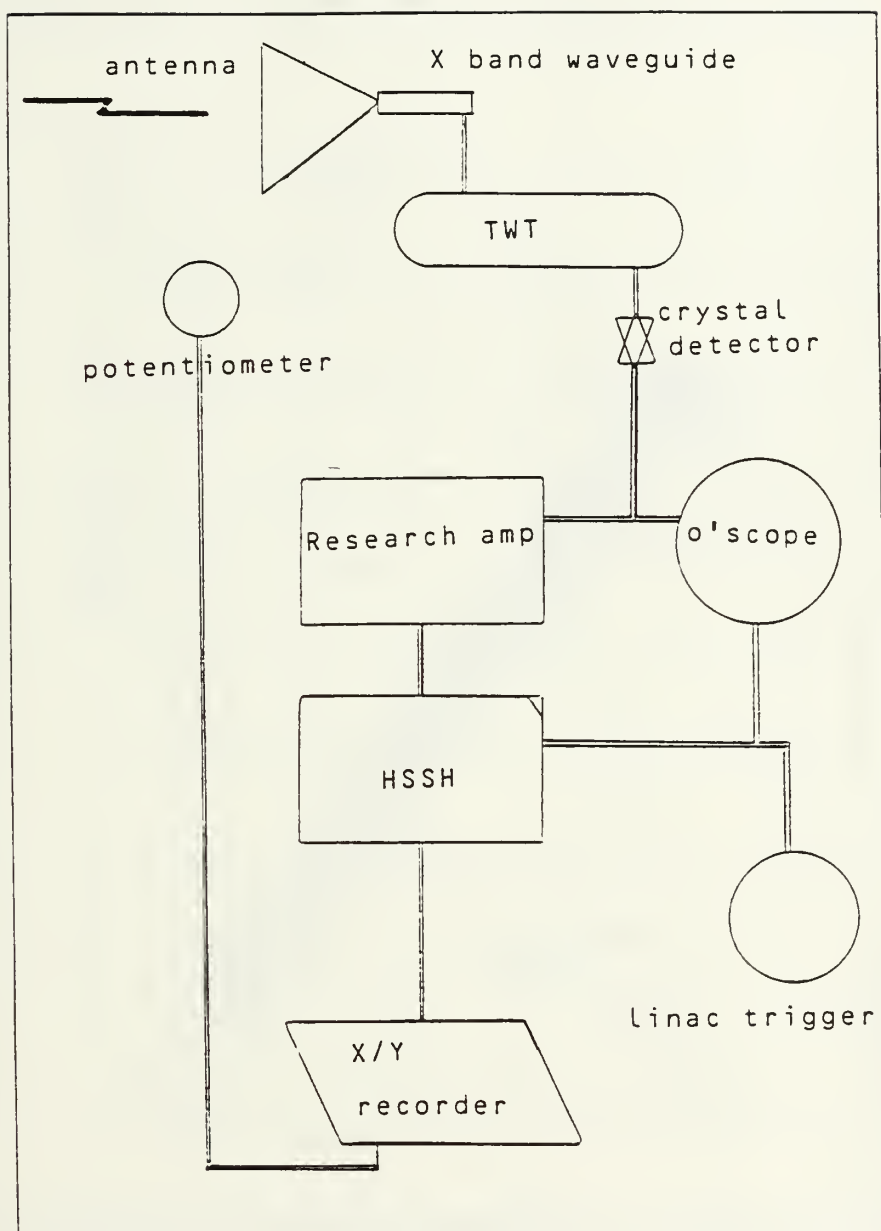 antenna
X band waveguide
TWT
crystal
detector
potentiometer
Research amp
o'scope
HSSH
linac trigger
X/Y
recorder